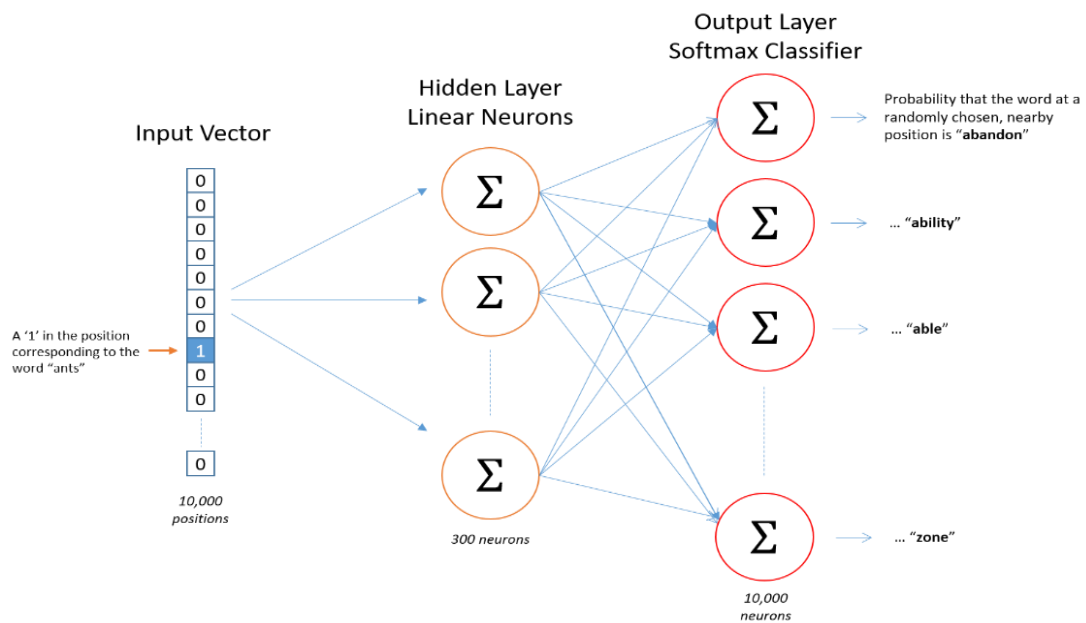 Output Layer
Softmax Classifier
Hidden Layer
Linear Neurons
Input Vector
0
0
0
0
0
0
0
1
0
0
0
A ‘1’ in the position
corresponding to the
word “ants”
10,000
positions
Σ
Σ
Σ
300 neurons
Σ
Σ
Σ
Σ
10,000
neurons
Probability that the word at a
randomly chosen, nearby
position is “abandon”
... “ability”
... “able”
... “zone”